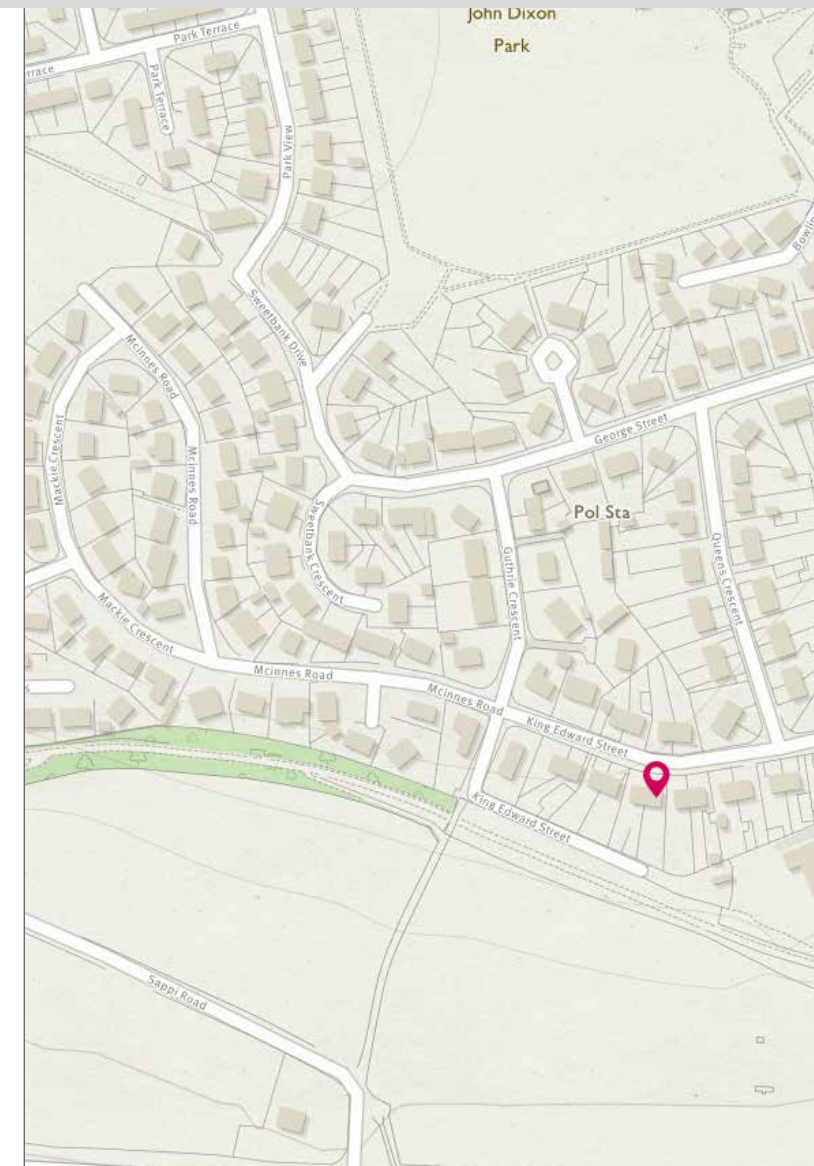 John Dixon
Park
Park Terrace
rrace
Park Terrace
Park View
Bowlin
Sweetbank Drive
Mcinnes Road
Mackie Crescent
Mcinnes Road
George Street
Sweetbank Crescent
Pol Sta
Guthrie Crescent
Queens Crescent
Mackie Crescent
Mcinnes Road
Mcinnes Road
s
King Edward Street
King Edward Street
Sappi Road